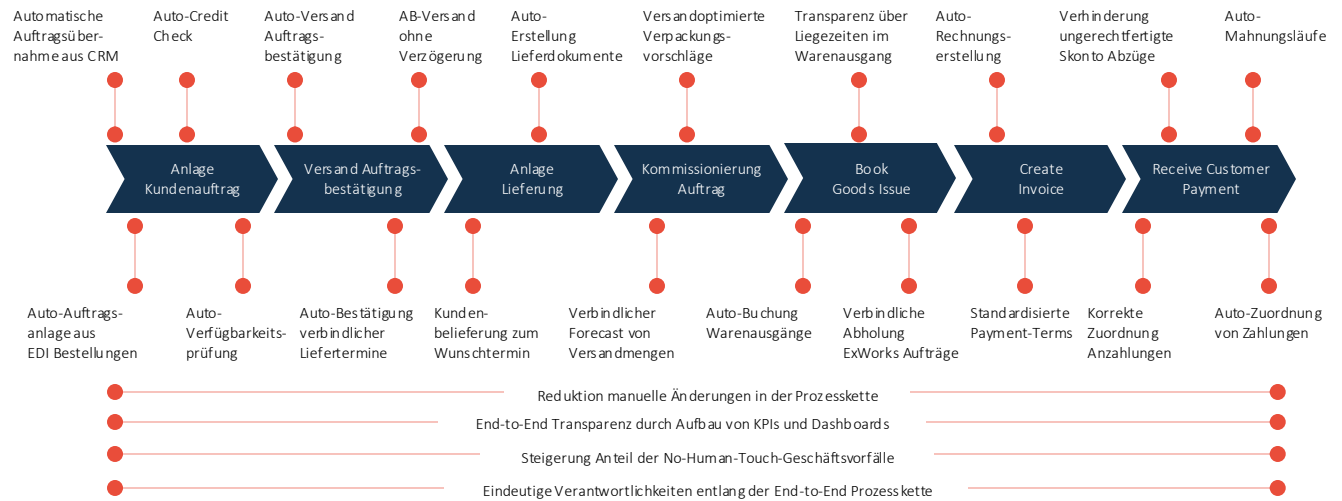 Automatische
Auftragsüber-
nahme aus CRM
Auto-Credit
Check
Auto-Versand
Auftrags-
bestätigung
AB-Versand
ohne
Verzögerung
Auto-
Erstellung
Lieferdokumente
Versandoptimierte
Verpackungs-
vorschläge
Transparenz über
Liegezeiten im
Warenausgang
Auto-
Rechnungs-
erstellung
Verhinderung
ungerechtfertigte
Skonto Abzüge
Auto-
Mahnungsläufe
Anlage
Kundenauftrag
Versand Auftrags-
bestätigung
Anlage
Lieferung
Kommissionierung
Auftrag
Book
Goods Issue
Create
Invoice
Receive Customer
Payment
Auto-Auftrags-
anlage aus
EDI Bestellungen
Auto-
Verfügbarkeits-
prüfung
Auto-Bestätigung
verbindlicher
Liefertermine
Kunden-
belieferung zum
Wunschtermin
Verbindlicher
Forecast von
Versandmengen
Auto-Buchung
Warenausgänge
Verbindliche
Abholung
ExWorks Aufträge
Standardisierte
Payment-Terms
Korrekte
Zuordnung
Anzahlungen
Auto-Zuordnung
von Zahlungen
Reduktion manuelle Änderungen in der Prozesskette
End-to-End Transparenz durch Aufbau von KPIs und Dashboards
Steigerung Anteil der No-Human-Touch-Geschäftsvorfälle
Eindeutige Verantwortlichkeiten entlang der End-to-End Prozesskette